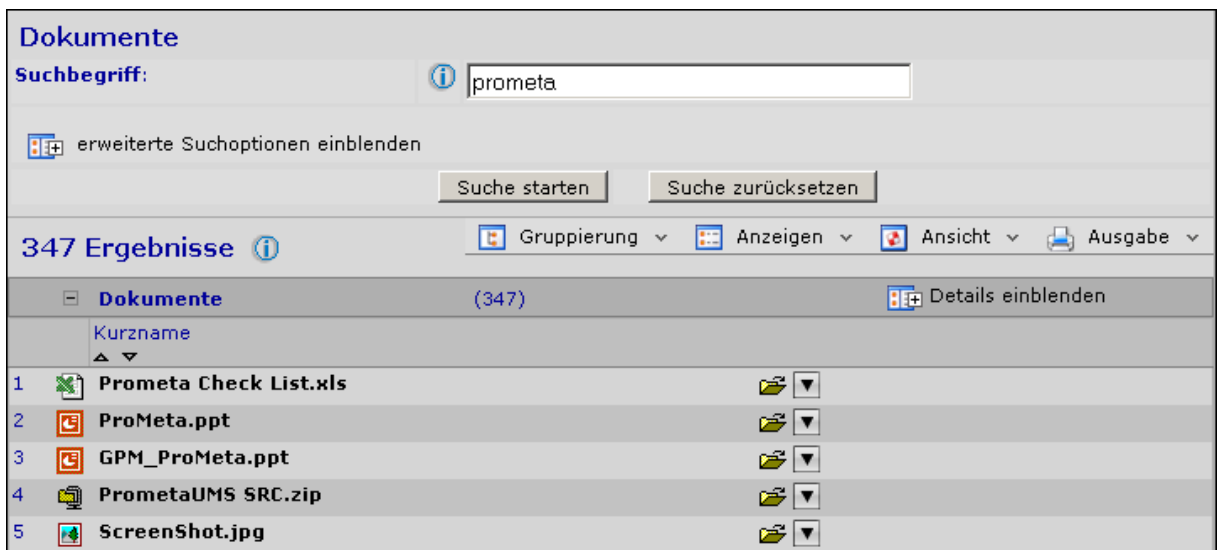 Dokumente
Suchbegriff: prometa
erweiterte Suchoptionen einblenden
Suche starten Suche zurücksetzen
347 Ergebnisse Gruppierung Anzeigen Ansicht Ausgabe
Dokumente (347) Details einblenden
Kurzname
1 Prometa Check List.xls
2 ProMeta.ppt
3 GPM_ProMeta.ppt
4 PrometaUMS SRC.zip
5 ScreenShot.jpg